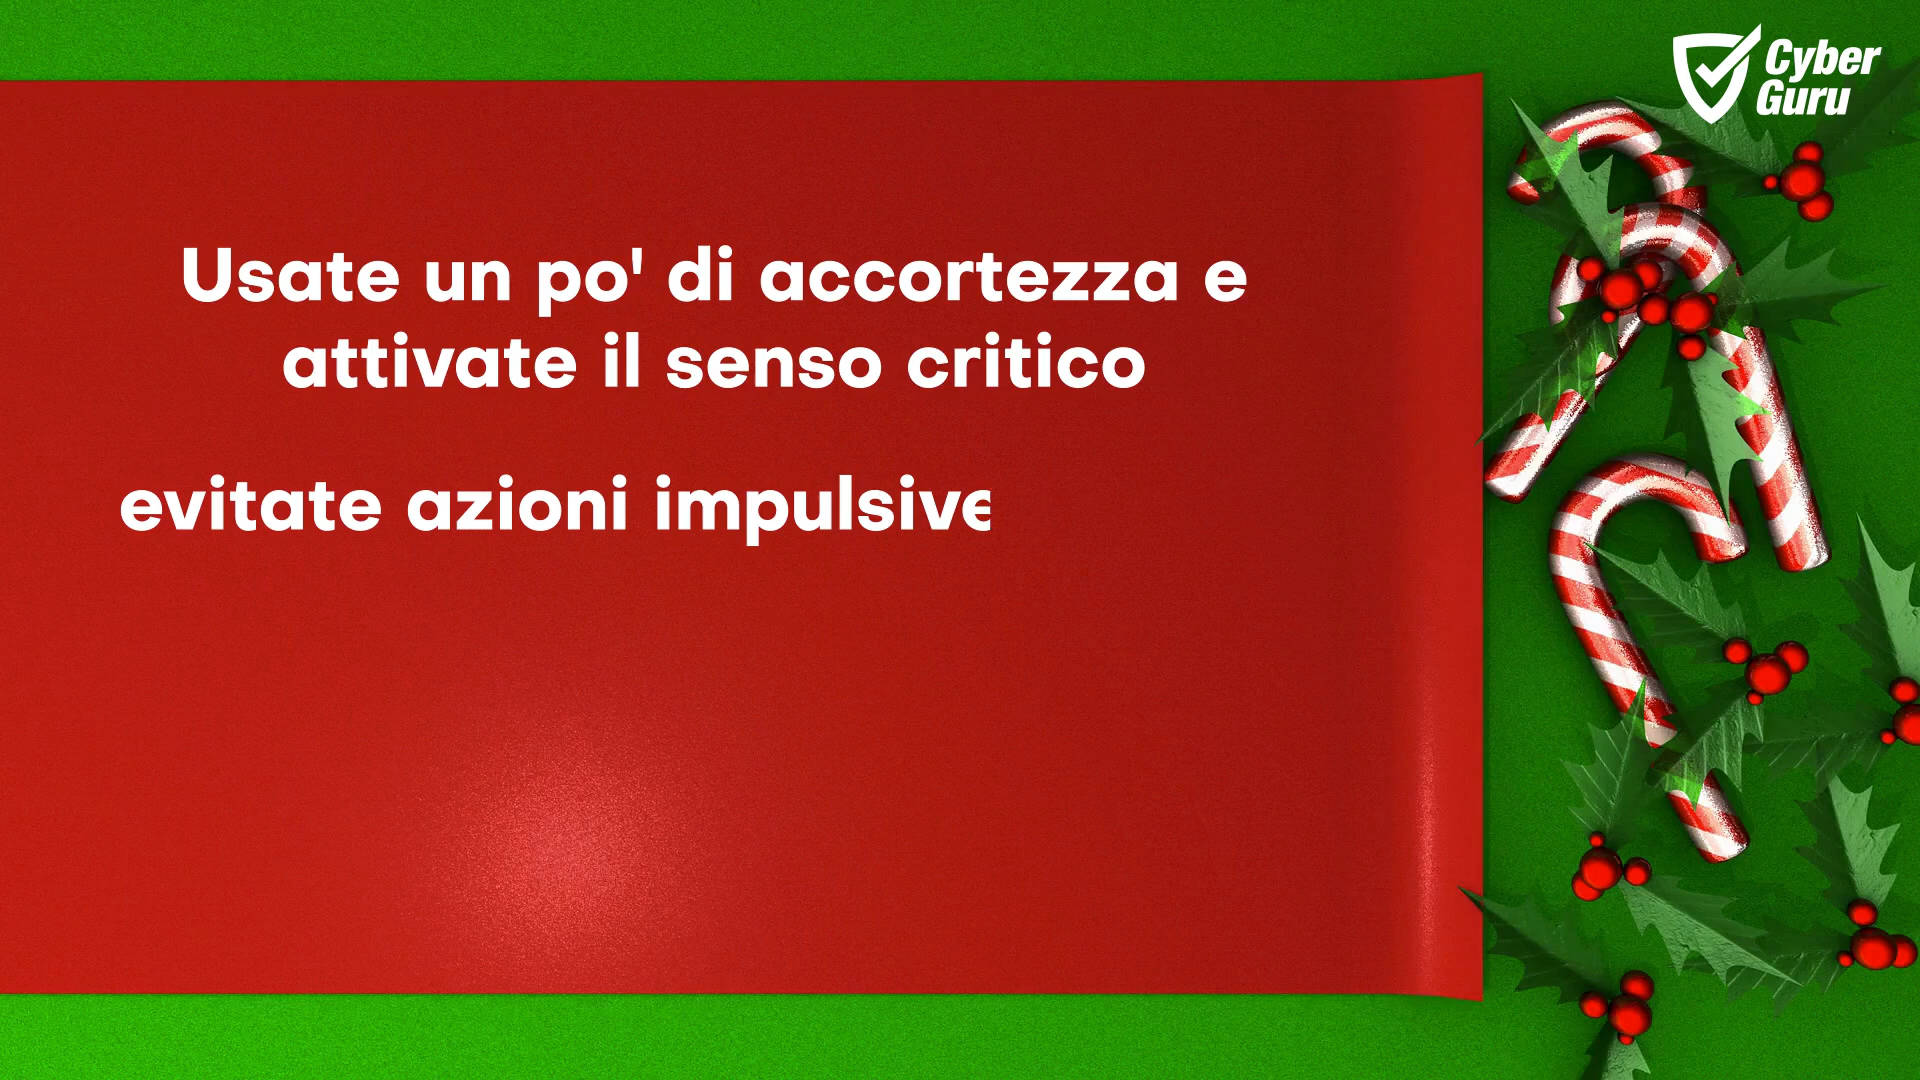 Cyber
Guru
Usate un po' di accortezza e
attivate il senso critico
evitate azioni impulsive